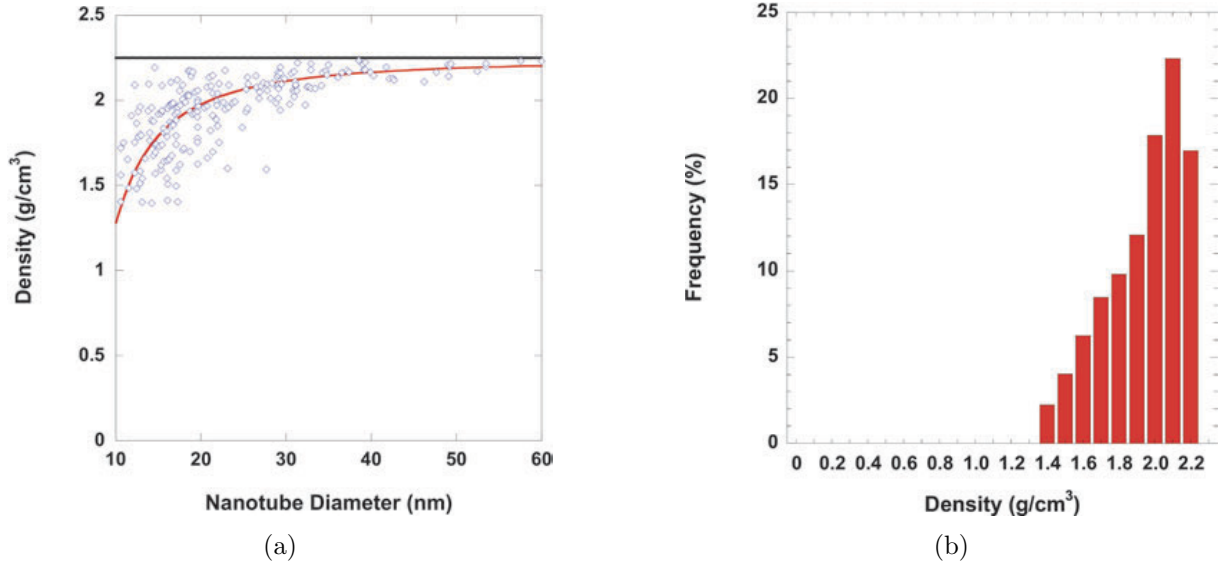 2.5
2
1.5
1
0.5
0
10 20 30 40 50 60
Density (g/cm³)
Nanotube Diameter (nm)
(a)
25
20
15
10
5
0
0 0.2 0.4 0.6 0.8 1.0 1.2 1.4 1.6 1.8 2.0 2.2
Frequency (%)
Density (g/cm³)
(b)